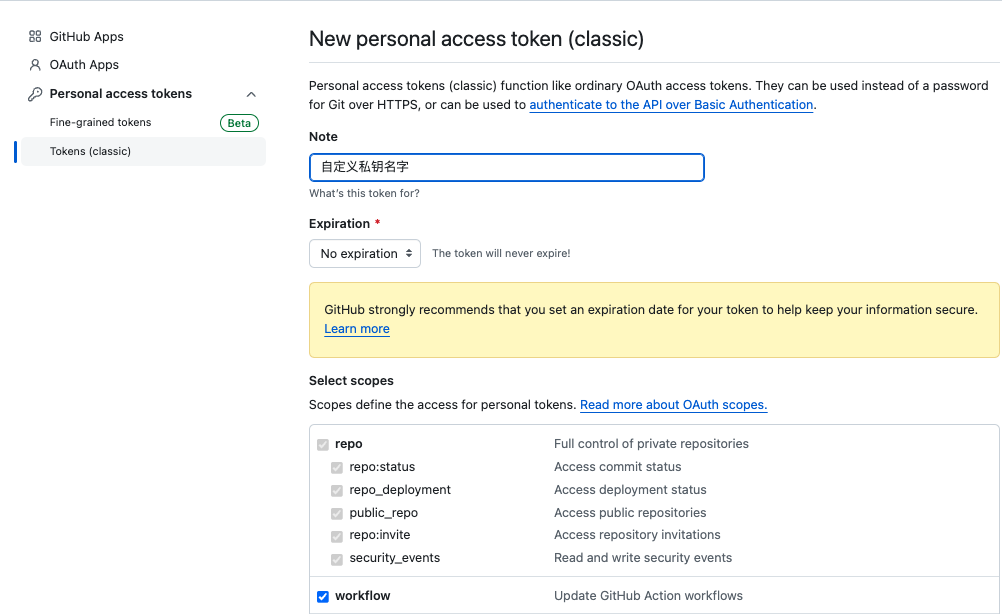 GitHub Apps
OAuth Apps
Personal access tokens
Fine-grained tokens
Beta
Tokens (classic)
New personal access token (classic)
Personal access tokens (classic) function like ordinary OAuth access tokens. They can be used instead of a password
for Git over HTTPS, or can be used to authenticate to the API over Basic Authentication.
Note
自定义私钥名字
What's this token for?
Expiration *
No expiration
The token will never expire!
GitHub strongly recommends that you set an expiration date for your token to help keep your information secure.
Learn more
Select scopes
Scopes define the access for personal tokens. Read more about OAuth scopes.
repo Full control of private repositories
repo:status Access commit status
repo_deployment Access deployment status
public_repo Access public repositories
repo:invite Access repository invitations
security_events Read and write security events
workflow Update GitHub Action workflows